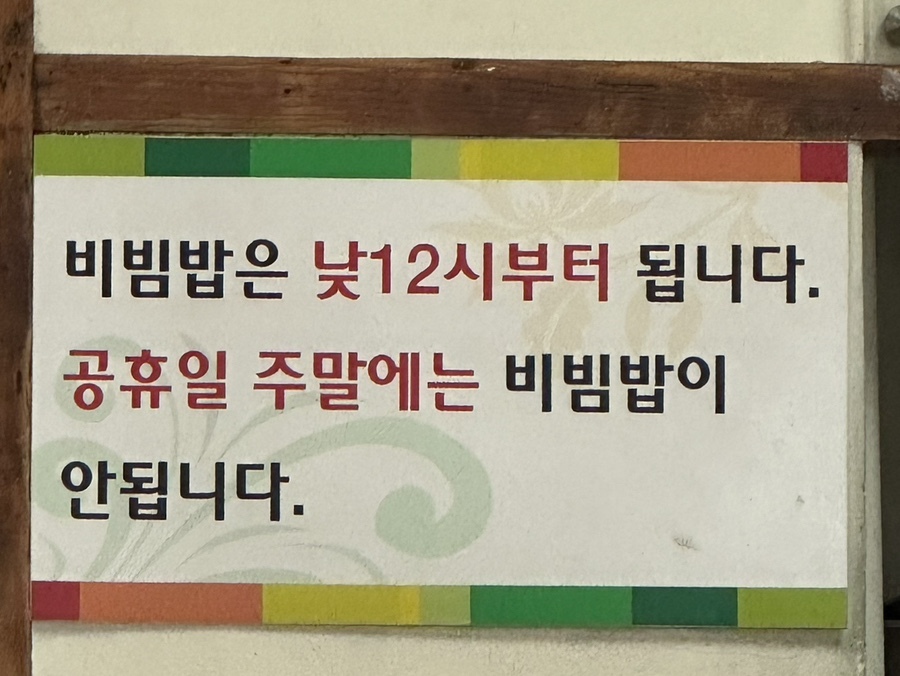 비빔밥은 낮12시부터 됩니다.
공휴일 주말에는 비빔밥이
안됩니다.